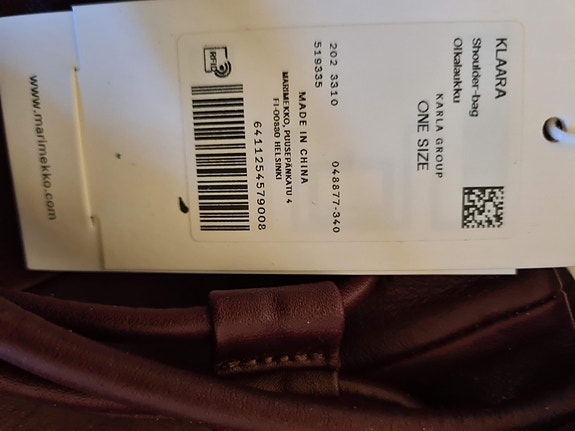 KLAARA
Shoulder-bag
Olkalaukku
KARLA GROUP
ONE SIZE
202 3310 048877-340
519335
MADE IN CHINA
MARIMEKKO, PUUSEPÄNKATU 4
FI-00880 HELSINKI
6411254579008
RFID
www.marimekko.com